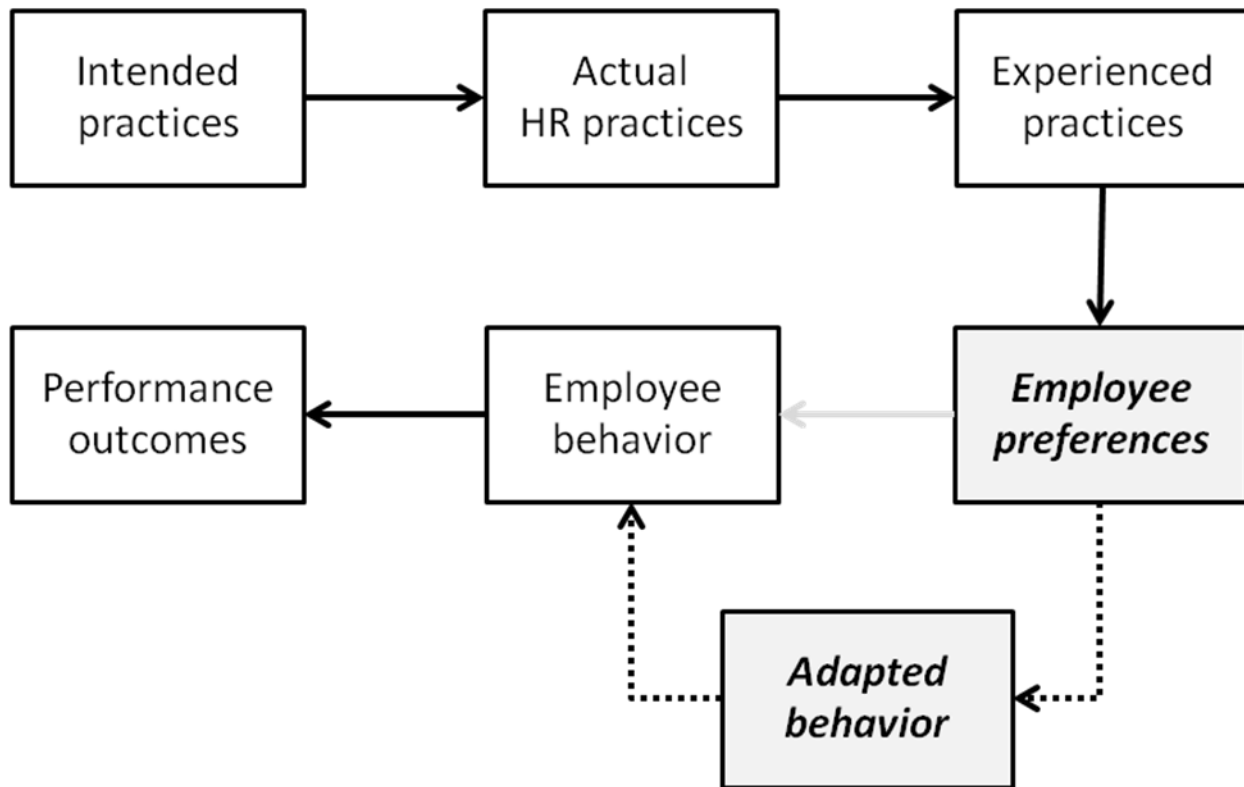 Intended
practices
Actual
HR practices
Experienced
practices
Performance
outcomes
Employee
behavior
Employee
preferences
Adapted
behavior